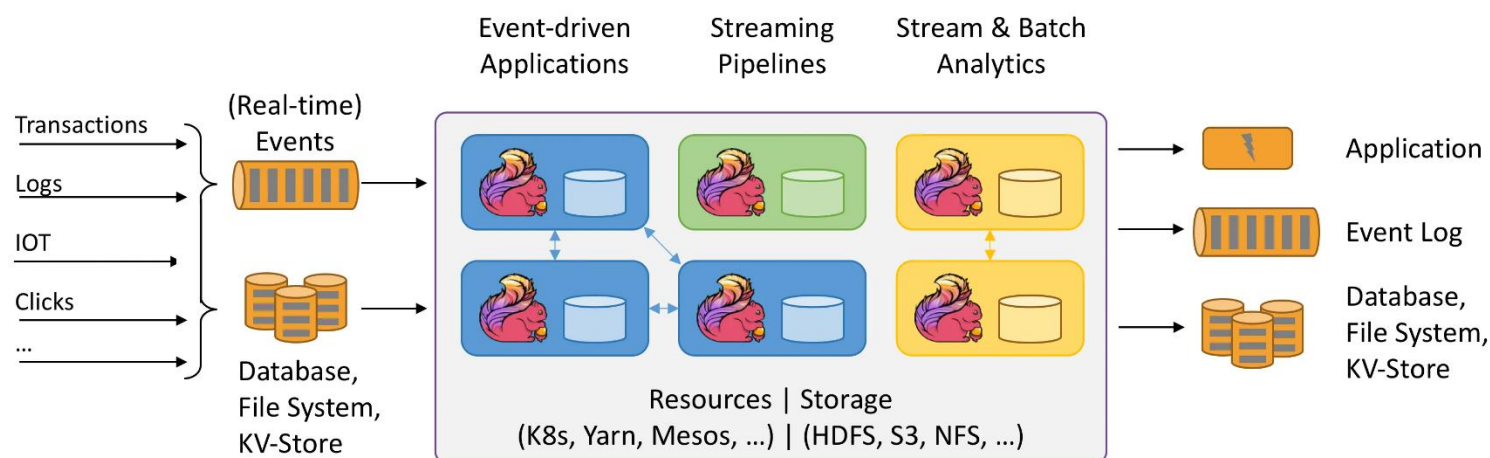 Event-driven
Applications
Streaming
Pipelines
Stream & Batch
Analytics
Transactions
Logs
IOT
Clicks
...
(Real-time)
Events
Database,
File System,
KV-Store
Resources | Storage
(K8s, Yarn, Mesos, ...) | (HDFS, S3, NFS, ...)
Application
Event Log
Database,
File System,
KV-Store